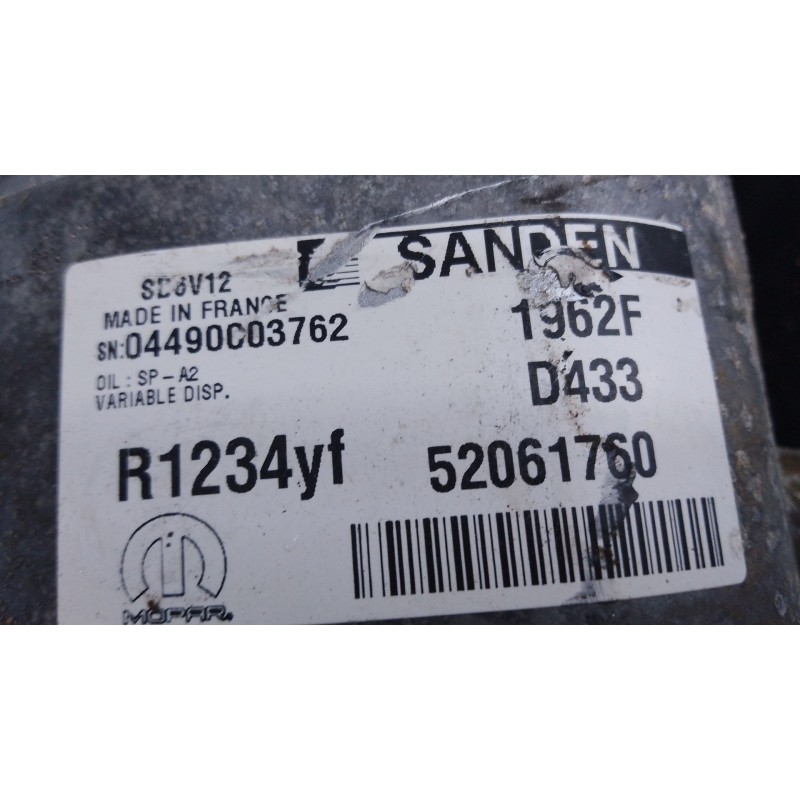 SANDEN
SD6V12
MADE IN FRANCE
SN:04490C03762
1962F
OIL : SP-A2
D433
VARIABLE DISP.
R1234yf
52061760
MOPAR®